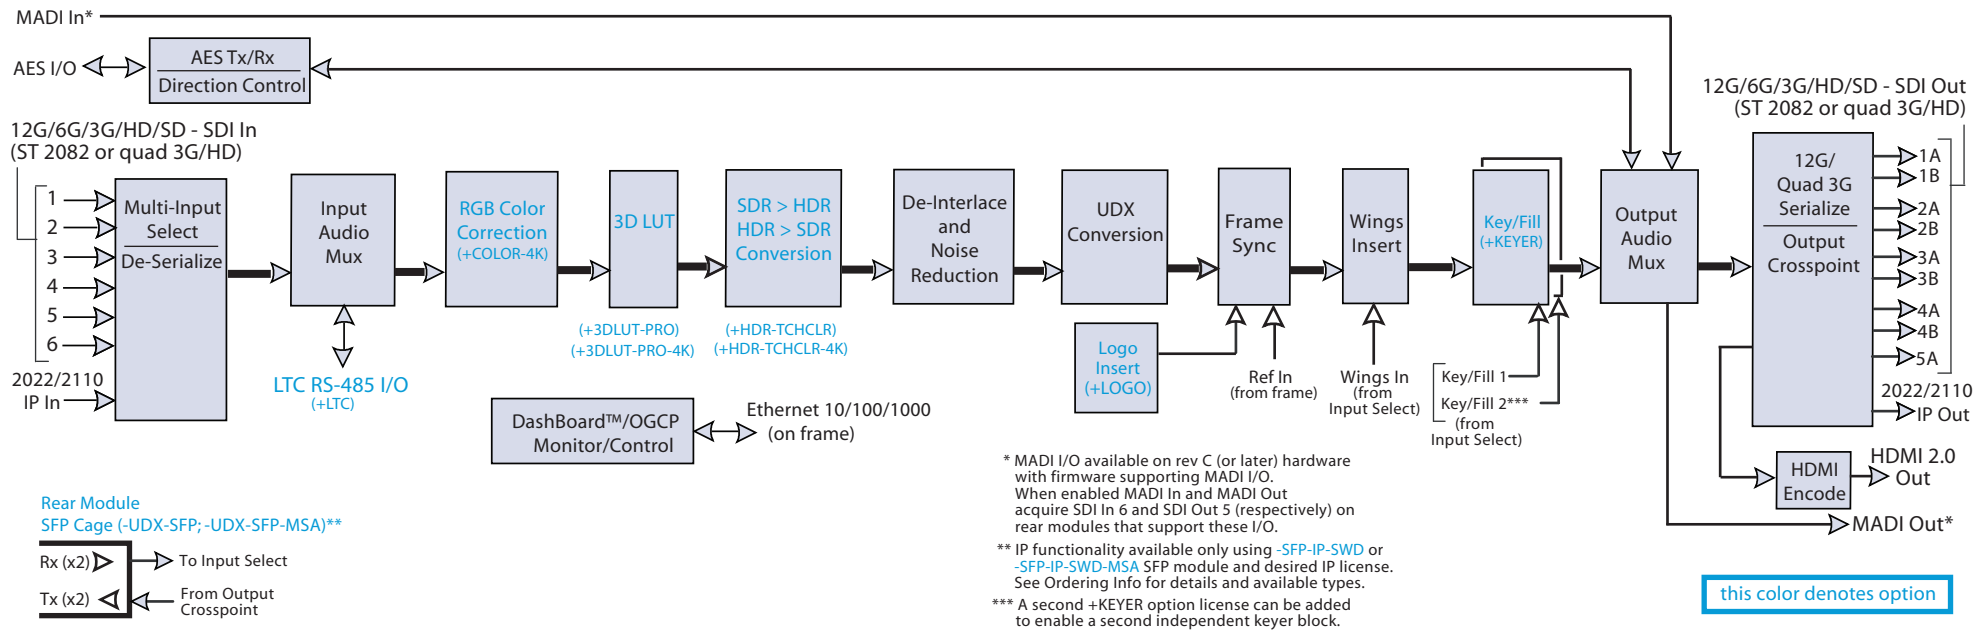 MADI In*
AES I/O
AES Tx/Rx
Direction Control
12G/6G/3G/HD/SD - SDI In
(ST 2082 or quad 3G/HD)
1
2
3
4
5
6
2022/2110
IP In
Multi-Input
Select
De-Serialize
Input
Audio
Mux
LTC RS-485 I/O
(+LTC)
RGB Color
Correction
(+COLOR-4K)
3D LUT
(+3DLUT-PRO)
(+3DLUT-PRO-4K)
SDR > HDR
HDR > SDR
Conversion
(+HDR-TCHCLR)
(+HDR-TCHCLR-4K)
De-Interlace
and
Noise
Reduction
UDX
Conversion
Logo
Insert
(+LOGO)
Frame
Sync
Ref In
(from frame)
Wings
Insert
Wings In
(from
Input Select)
Key/Fill
(+KEYER)
Key/Fill 1
Key/Fill 2***
(from
Input Select)
Output
Audio
Mux
12G/6G/3G/HD/SD - SDI Out
(ST 2082 or quad 3G/HD)
12G/
Quad 3G
Serialize
Output
Crosspoint
1A
1B
2A
2B
3A
3B
4A
4B
5A
2022/2110
IP Out
HDMI
Encode
HDMI 2.0
Out
MADI Out*
DashBoard™/OGCP
Monitor/Control
Ethernet 10/100/1000
(on frame)
Rear Module
SFP Cage (-UDX-SFP; -UDX-SFP-MSA)**
Rx (x2)
To Input Select
Tx (x2)
From Output
Crosspoint
* MADI I/O available on rev C (or later) hardware
with firmware supporting MADI I/O.
When enabled MADI In and MADI Out
acquire SDI In 6 and SDI Out 5 (respectively) on
rear modules that support these I/O.
** IP functionality available only using -SFP-IP-SWD or
-SFP-IP-SWD-MSA SFP module and desired IP license.
See Ordering Info for details and available types.
*** A second +KEYER option license can be added
to enable a second independent keyer block.
this color denotes option